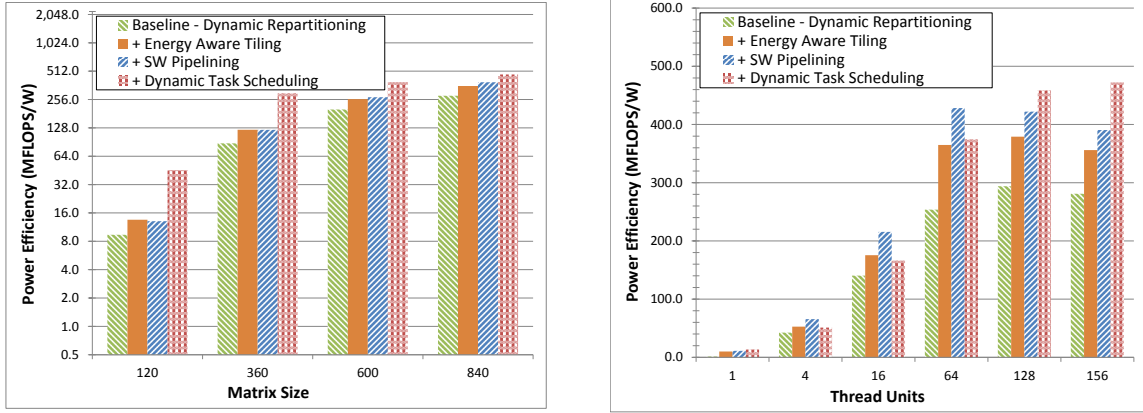 2,048.0
1,024.0
512.0
256.0
128.0
64.0
32.0
16.0
8.0
4.0
2.0
1.0
0.5
Power Efficiency (MFLOPS/W)
Baseline - Dynamic Repartitioning
+ Energy Aware Tiling
+ SW Pipelining
+ Dynamic Task Scheduling
120 360 600 840
Matrix Size
600.0
500.0
400.0
300.0
200.0
100.0
0.0
Power Efficiency (MFLOPS/W)
Baseline - Dynamic Repartitioning
+ Energy Aware Tiling
+ SW Pipelining
+ Dynamic Task Scheduling
1 4 16 64 128 156
Thread Units